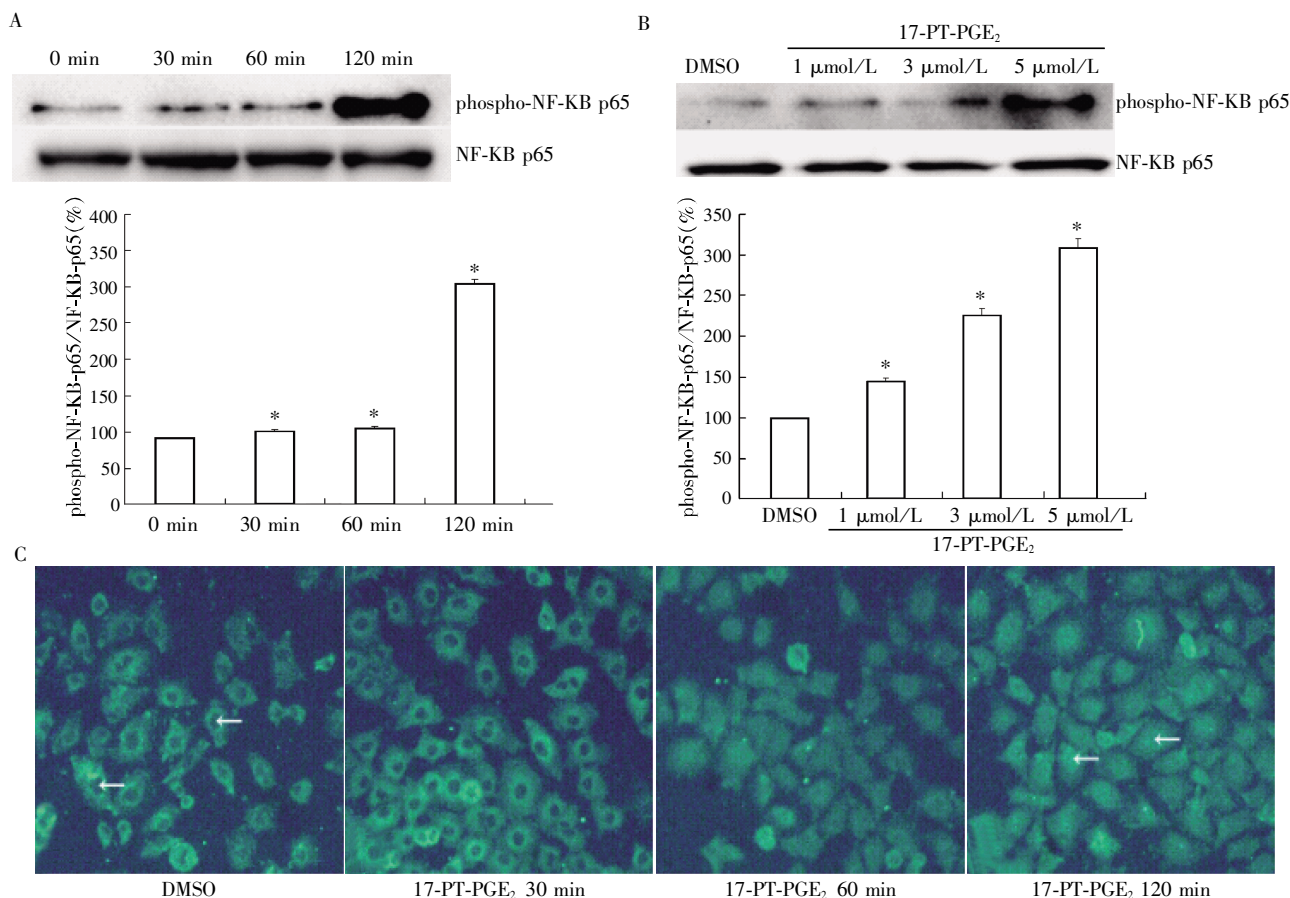 A
0 min 30 min 60 min 120 min
phospho-NF-KB p65
NF-KB p65
phospho-NF-KB-p65/NF-KB-p65(%)
400
350
300
250
200
150
100
50
0
*
*
*
0 min 30 min 60 min 120 min
B
17-PT-PGE₂
DMSO 1 μmol/L 3 μmol/L 5 μmol/L
phospho-NF-KB p65
NF-KB p65
phospho-NF-KB-p65/NF-KB-p65(%)
350
300
250
200
150
100
50
0
*
*
*
DMSO 1 μmol/L 3 μmol/L 5 μmol/L
17-PT-PGE₂
C
DMSO 17-PT-PGE₂ 30 min 17-PT-PGE₂ 60 min 17-PT-PGE₂ 120 min